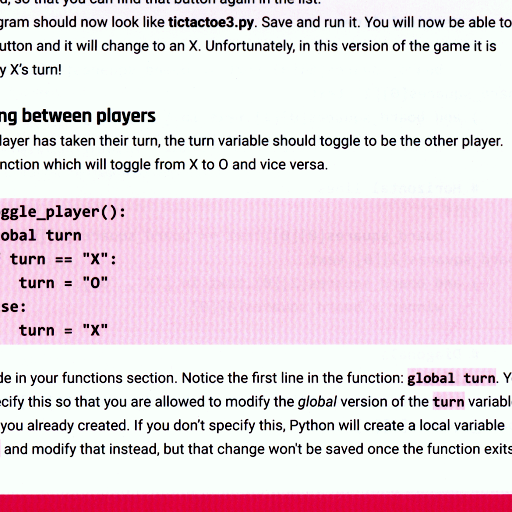 , so that you can find that button again in the list.
gram should now look like tictactoe3.py. Save and run it. You will now be able to
utton and it will change to an X. Unfortunately, in this version of the game it is
y X's turn!
ng between players
layer has taken their turn, the turn variable should toggle to be the other player.
nction which will toggle from X to O and vice versa.
ggle_player():
obal turn
turn == "X":
turn = "O"
se:
turn = "X"
de in your functions section. Notice the first line in the function: global turn. Y
cify this so that you are allowed to modify the global version of the turn variabl
you already created. If you don't specify this, Python will create a local variable
and modify that instead, but that change won't be saved once the function exits